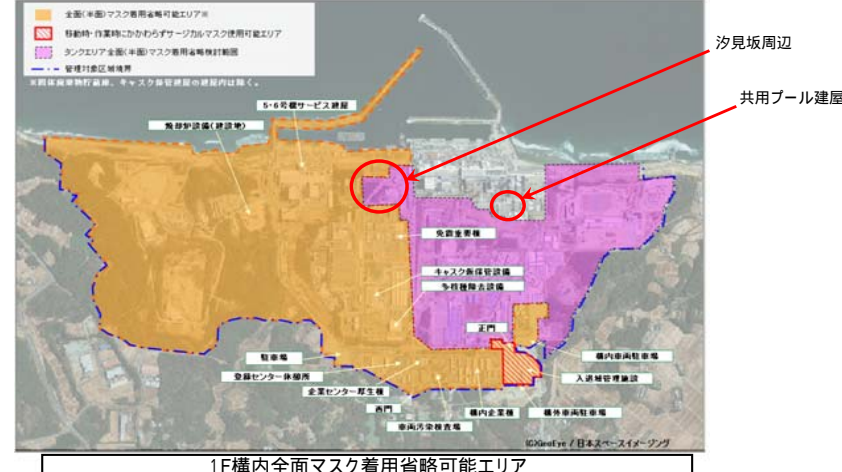 全面(半面)マスク着用省略可能エリア※
移動時・作業時にかかわらずサージカルマスク使用可能エリア
タンクエリア全面(半面)マスク着用省略検討範囲
管理対象区域境界
※固体廃棄物貯蔵庫、キャスク仮保管建屋の建屋内は除く。
汐見坂周辺
共用プール建屋
5・6号機サービス建屋
焼却炉設備(建設地)
免震重要棟
キャスク仮保管設備
多核種除去設備
正門
駐車場
構内車両駐車場
登録センター休憩所
入退域管理施設
企業センター厚生棟
西門
構内企業棟
構外車両駐車場
車両汚染検査場
(C)GeoEye / 日本スペースイメージング
1F構内全面マスク着用省略可能エリア